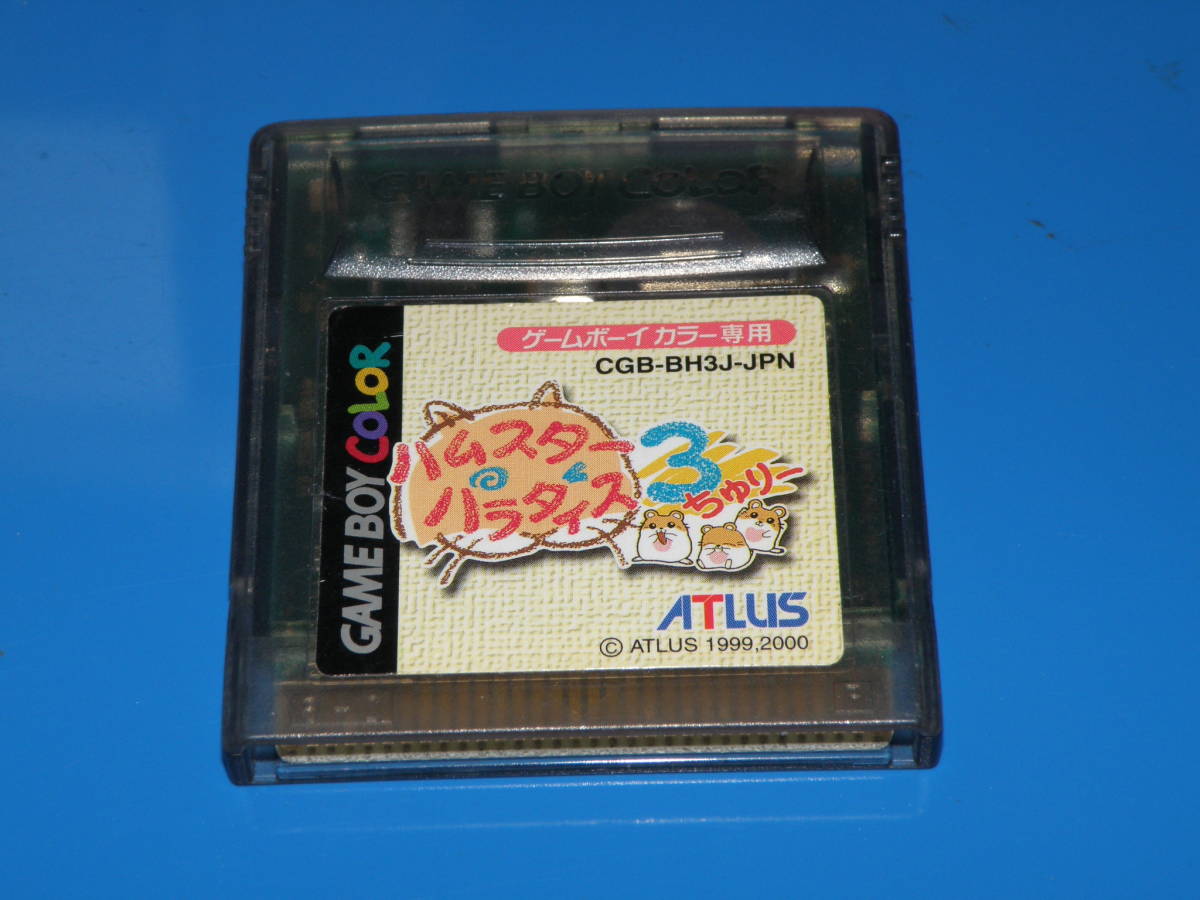 GAME BOY COLOR
GAME BOY COLOR
ゲームボーイ カラー専用
CGB-BH3J-JPN
ハムスター
パラダイス
3
ちゅりー
ATLUS
© ATLUS 1999,2000